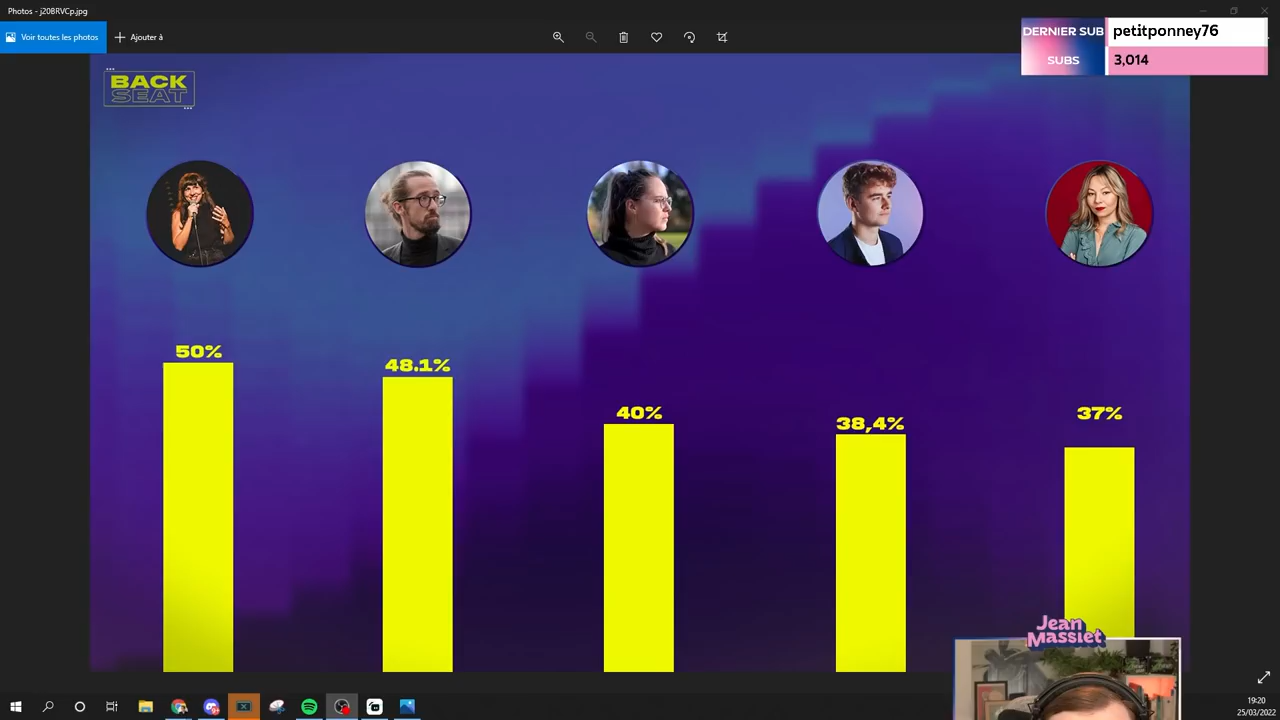 Photos - j20BRVCp.jpg
Voir toutes les photos
Ajouter à
DERNIER SUB
petitponney76
SUBS
3,014
BACK
SEAT
50%
48.1%
40%
38,4%
37%
Jean
Massiet
19:20
25/03/2022